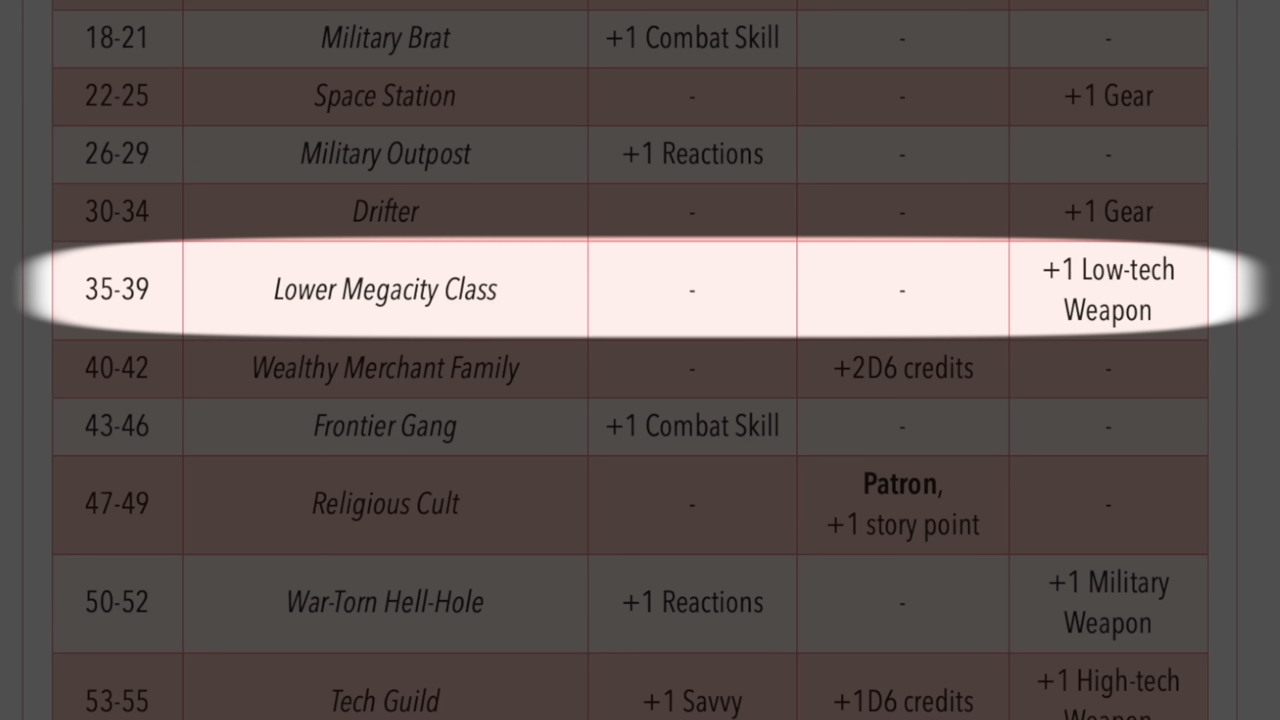 18-21 Military Brat +1 Combat Skill - -
22-25 Space Station - - +1 Gear
26-29 Military Outpost +1 Reactions - -
30-34 Drifter - - +1 Gear
35-39 Lower Megacity Class - - +1 Low-tech
Weapon
40-42 Wealthy Merchant Family - +2D6 credits -
43-46 Frontier Gang +1 Combat Skill - -
47-49 Religious Cult - Patron,
+1 story point -
50-52 War-Torn Hell-Hole +1 Reactions - +1 Military
Weapon
53-55 Tech Guild +1 Savvy +1D6 credits +1 High-tech
Weapon